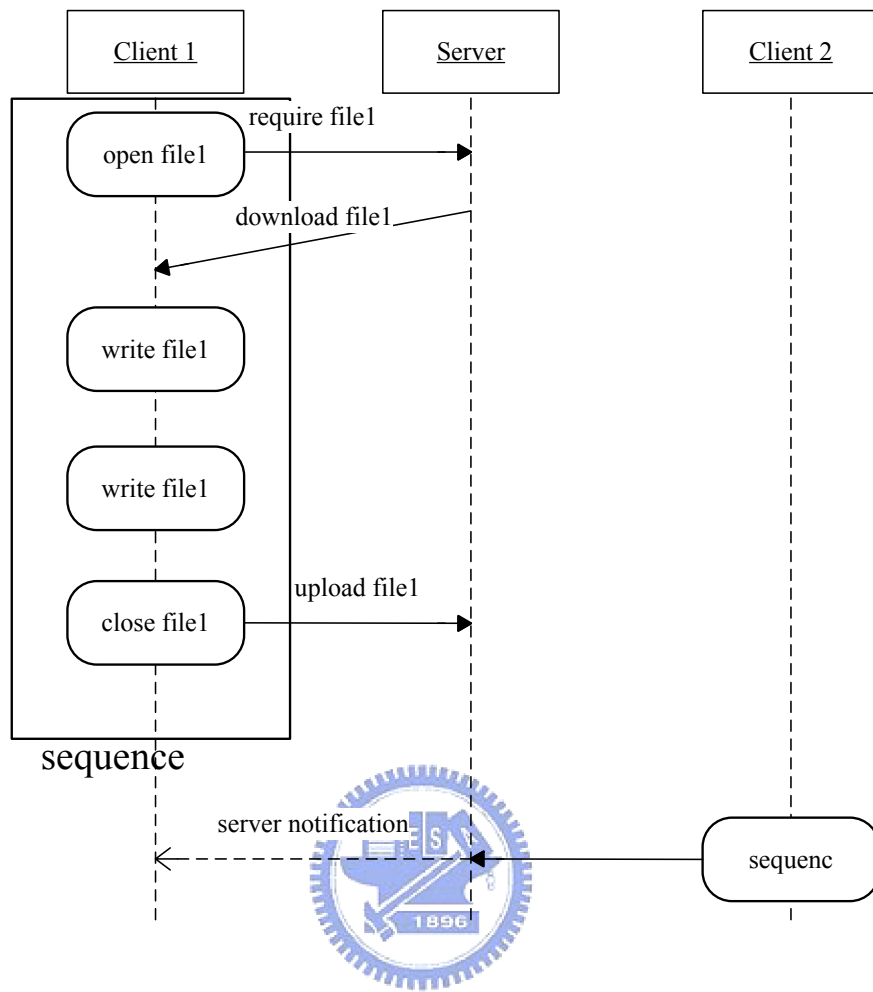 Client 1
Server
Client 2
require file1
open file1
download file1
write file1
write file1
upload file1
close file1
sequence
server notification
sequenc
ES
1896